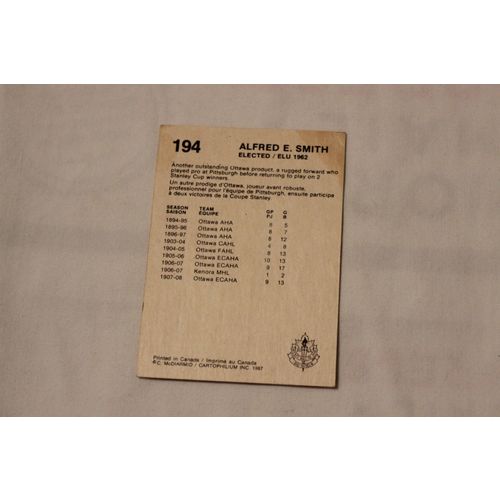 194
ALFRED E. SMITH
ELECTED / ELU 1962
Another outstanding Ottawa product, a rugged forward who
played pro at Pittsburgh before returning to play on 2
Stanley Cup winners.
Un autre prodige d'Ottawa, joueur avant robuste,
professionnel pour l'équipe de Pittsburgh, ensuite participa
à deux victoires de la Coupe Stanley.
SEASON TEAM GP G
SAISON ÉQUIPE PJ B
1894-95 Ottawa AHA 8 5
1895-96 Ottawa AHA 8 7
1896-97 Ottawa AHA 8 12
1903-04 Ottawa CAHL 4 8
1904-05 Ottawa FAHL 8 13
1905-06 Ottawa ECAHA 10 13
1906-07 Ottawa ECAHA 9 17
1906-07 Kenora MHL 1 2
1907-08 Ottawa ECAHA 9 13
Printed in Canada / Imprimé au Canada
©C. McDIARMID / CARTOPHILIUM INC. 1987